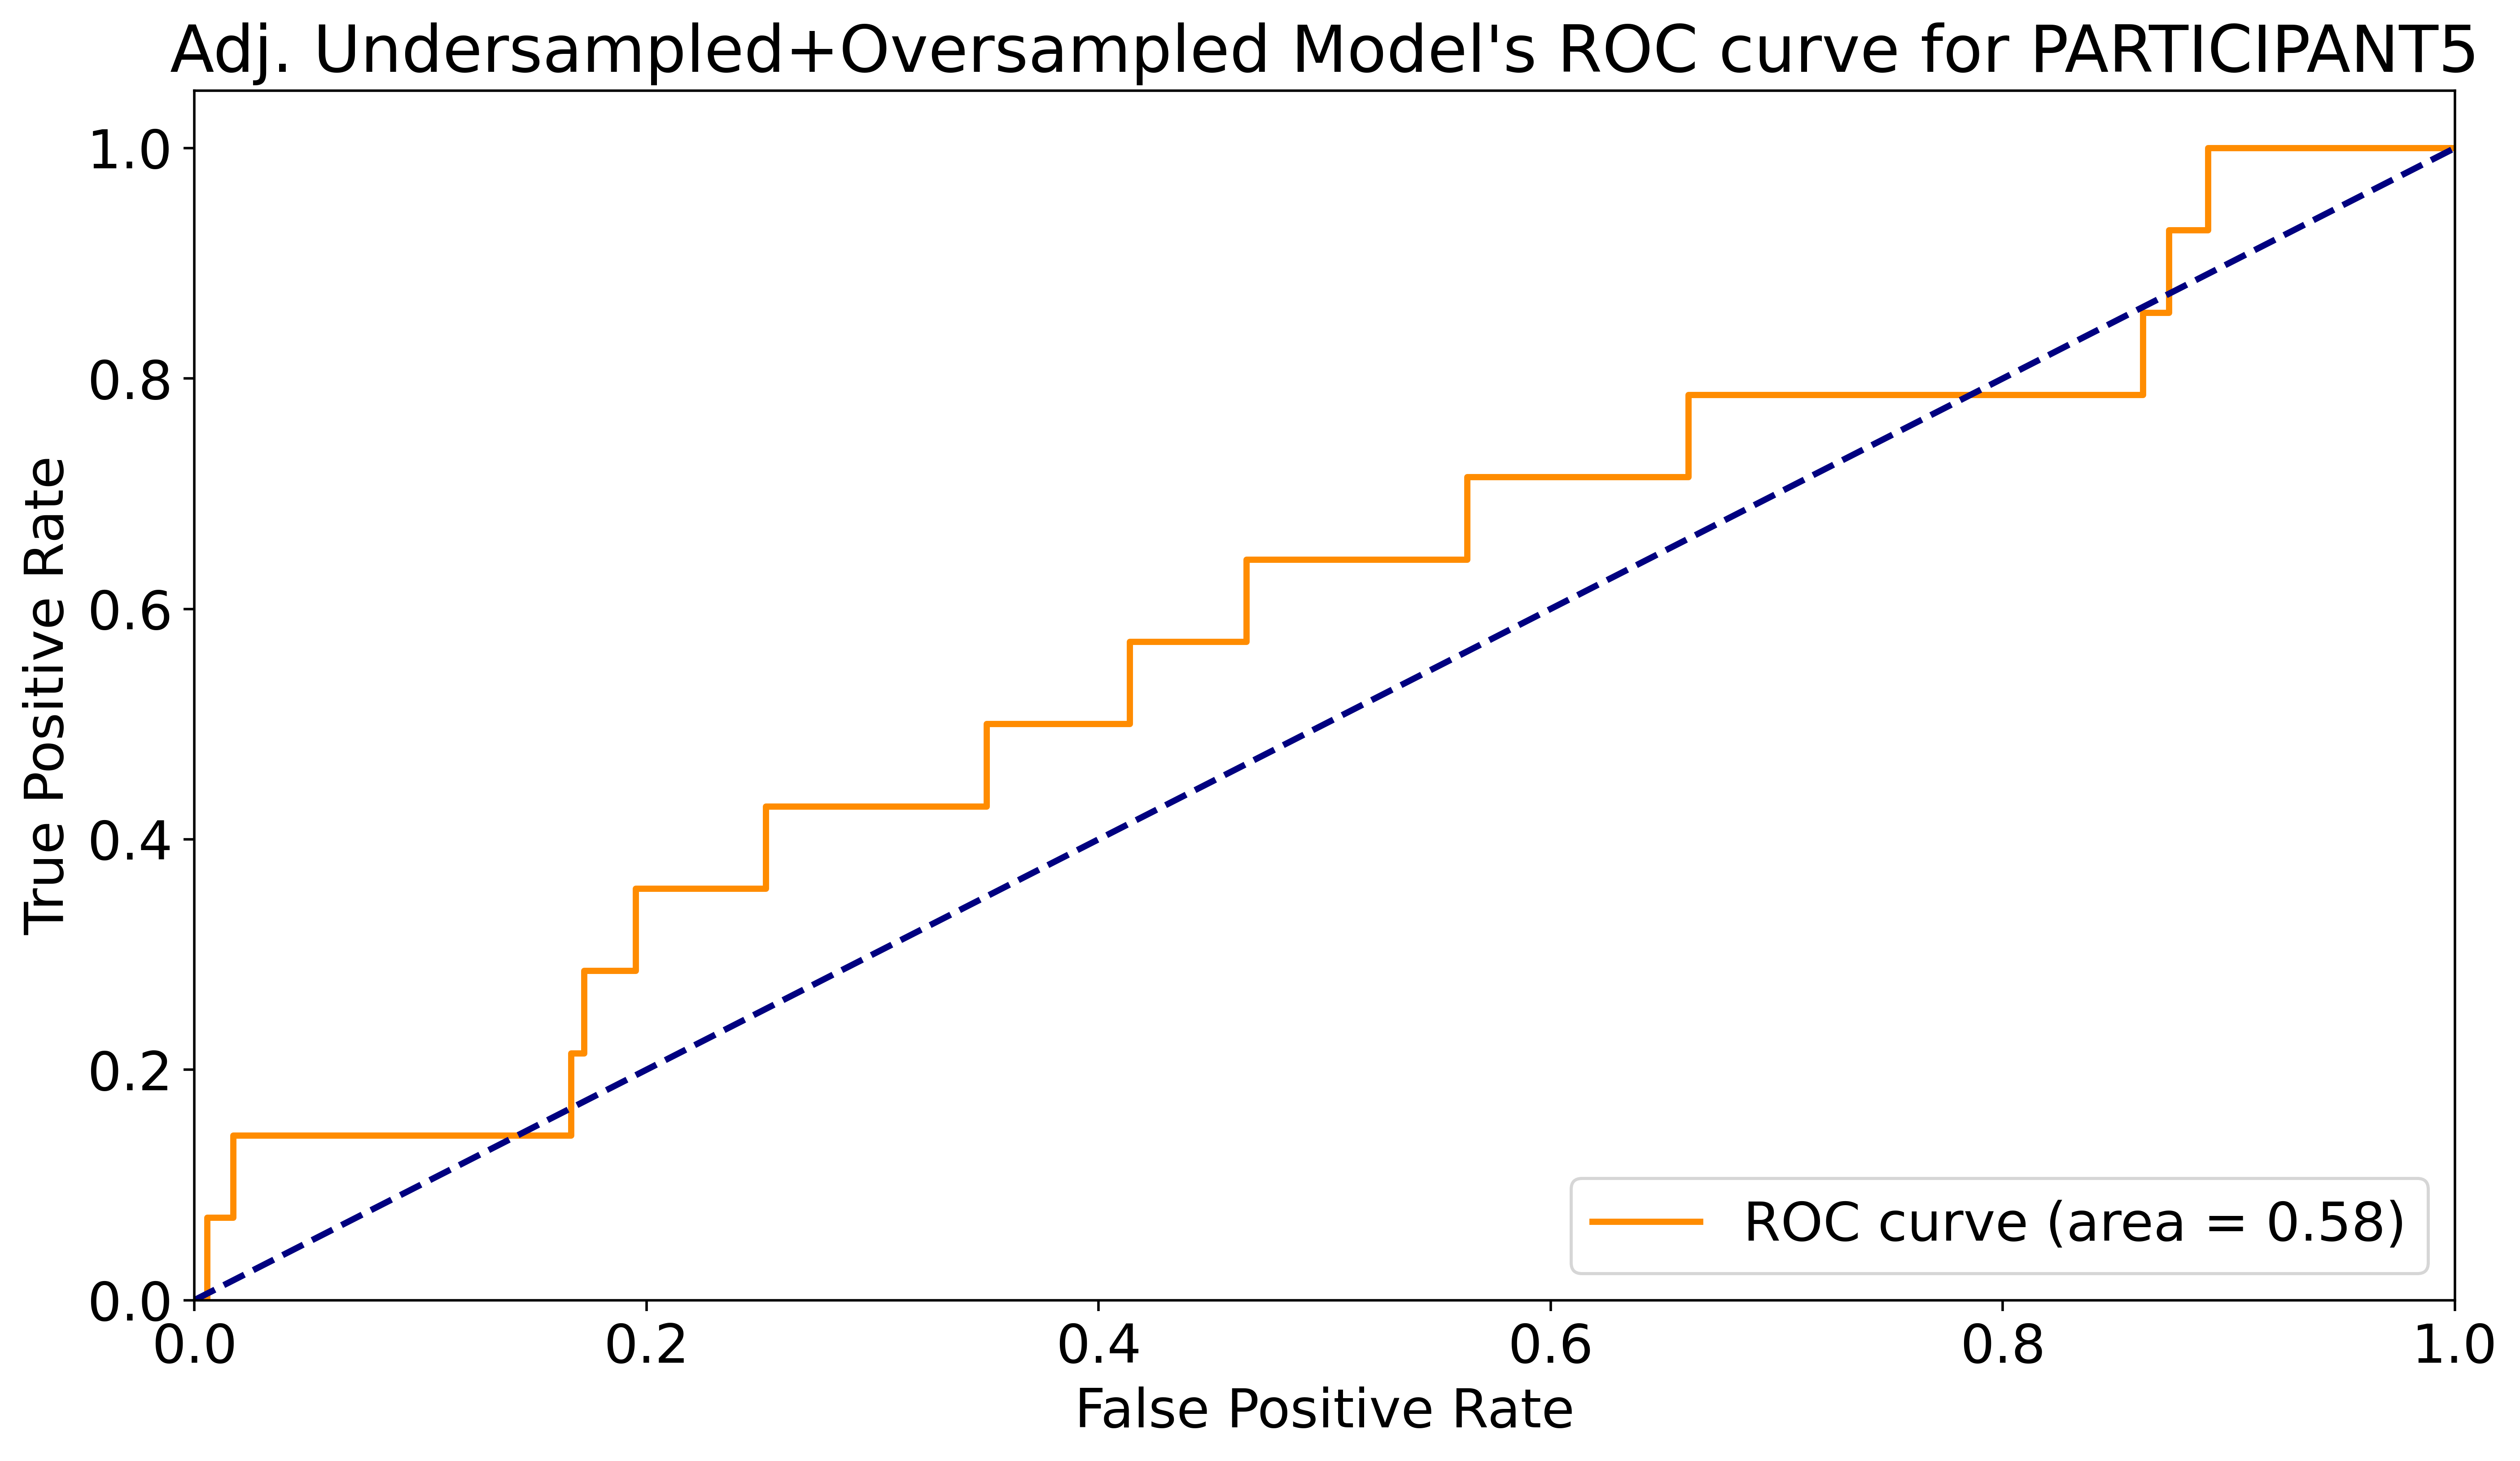 Adj. Undersampled+Oversampled Model's ROC curve for PARTICIPANT5
1.0
0.8
0.6
0.4
0.2
0.0
True Positive Rate
ROC curve (area = 0.58)
0.0 0.2 0.4 0.6 0.8 1.0
False Positive Rate